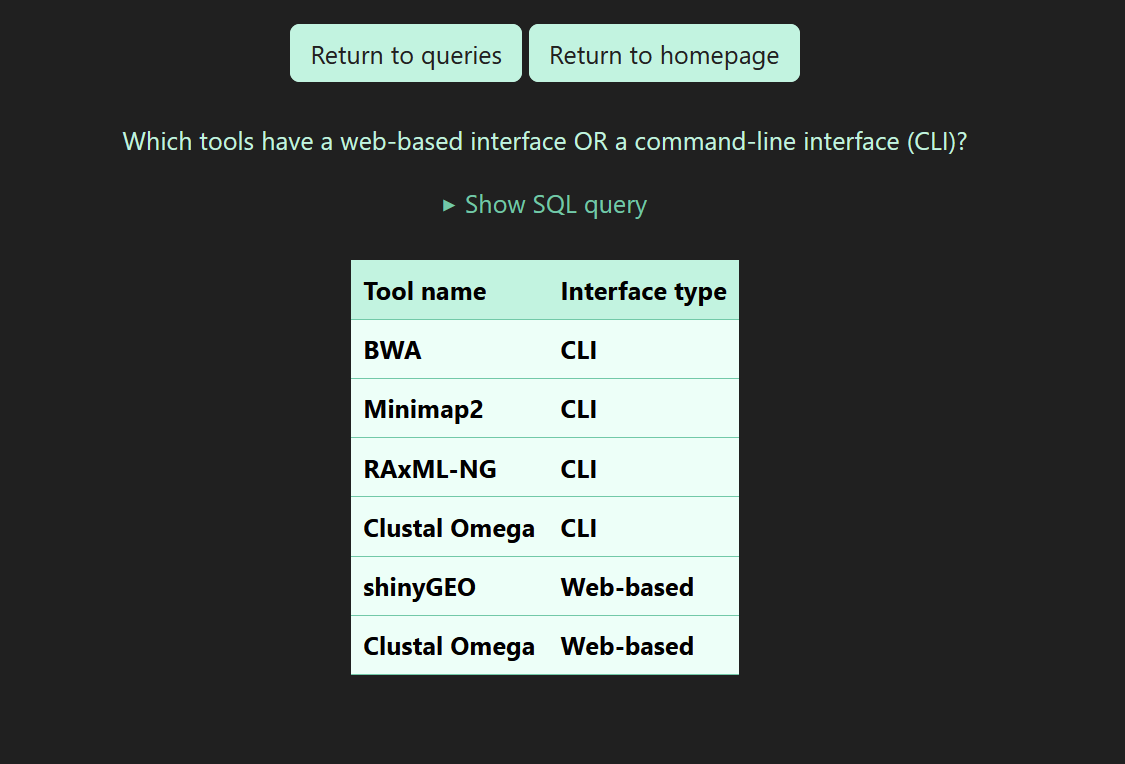 Return to queries Return to homepage
Which tools have a web-based interface OR a command-line interface (CLI)?
► Show SQL query
Tool name Interface type
BWA CLI
Minimap2 CLI
RAxML-NG CLI
Clustal Omega CLI
shinyGEO Web-based
Clustal Omega Web-based